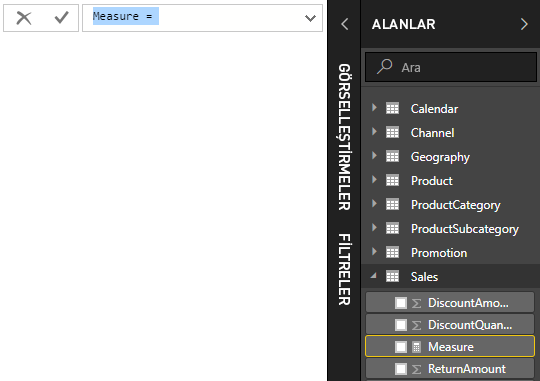 Measure =
ALANLAR
Ara
GÖRSELLEŞTİRMELER
FİLTRELER
Calendar
Channel
Geography
Product
ProductCategory
ProductSubcategory
Promotion
Sales
DiscountAmo...
DiscountQuan...
Measure
ReturnAmount